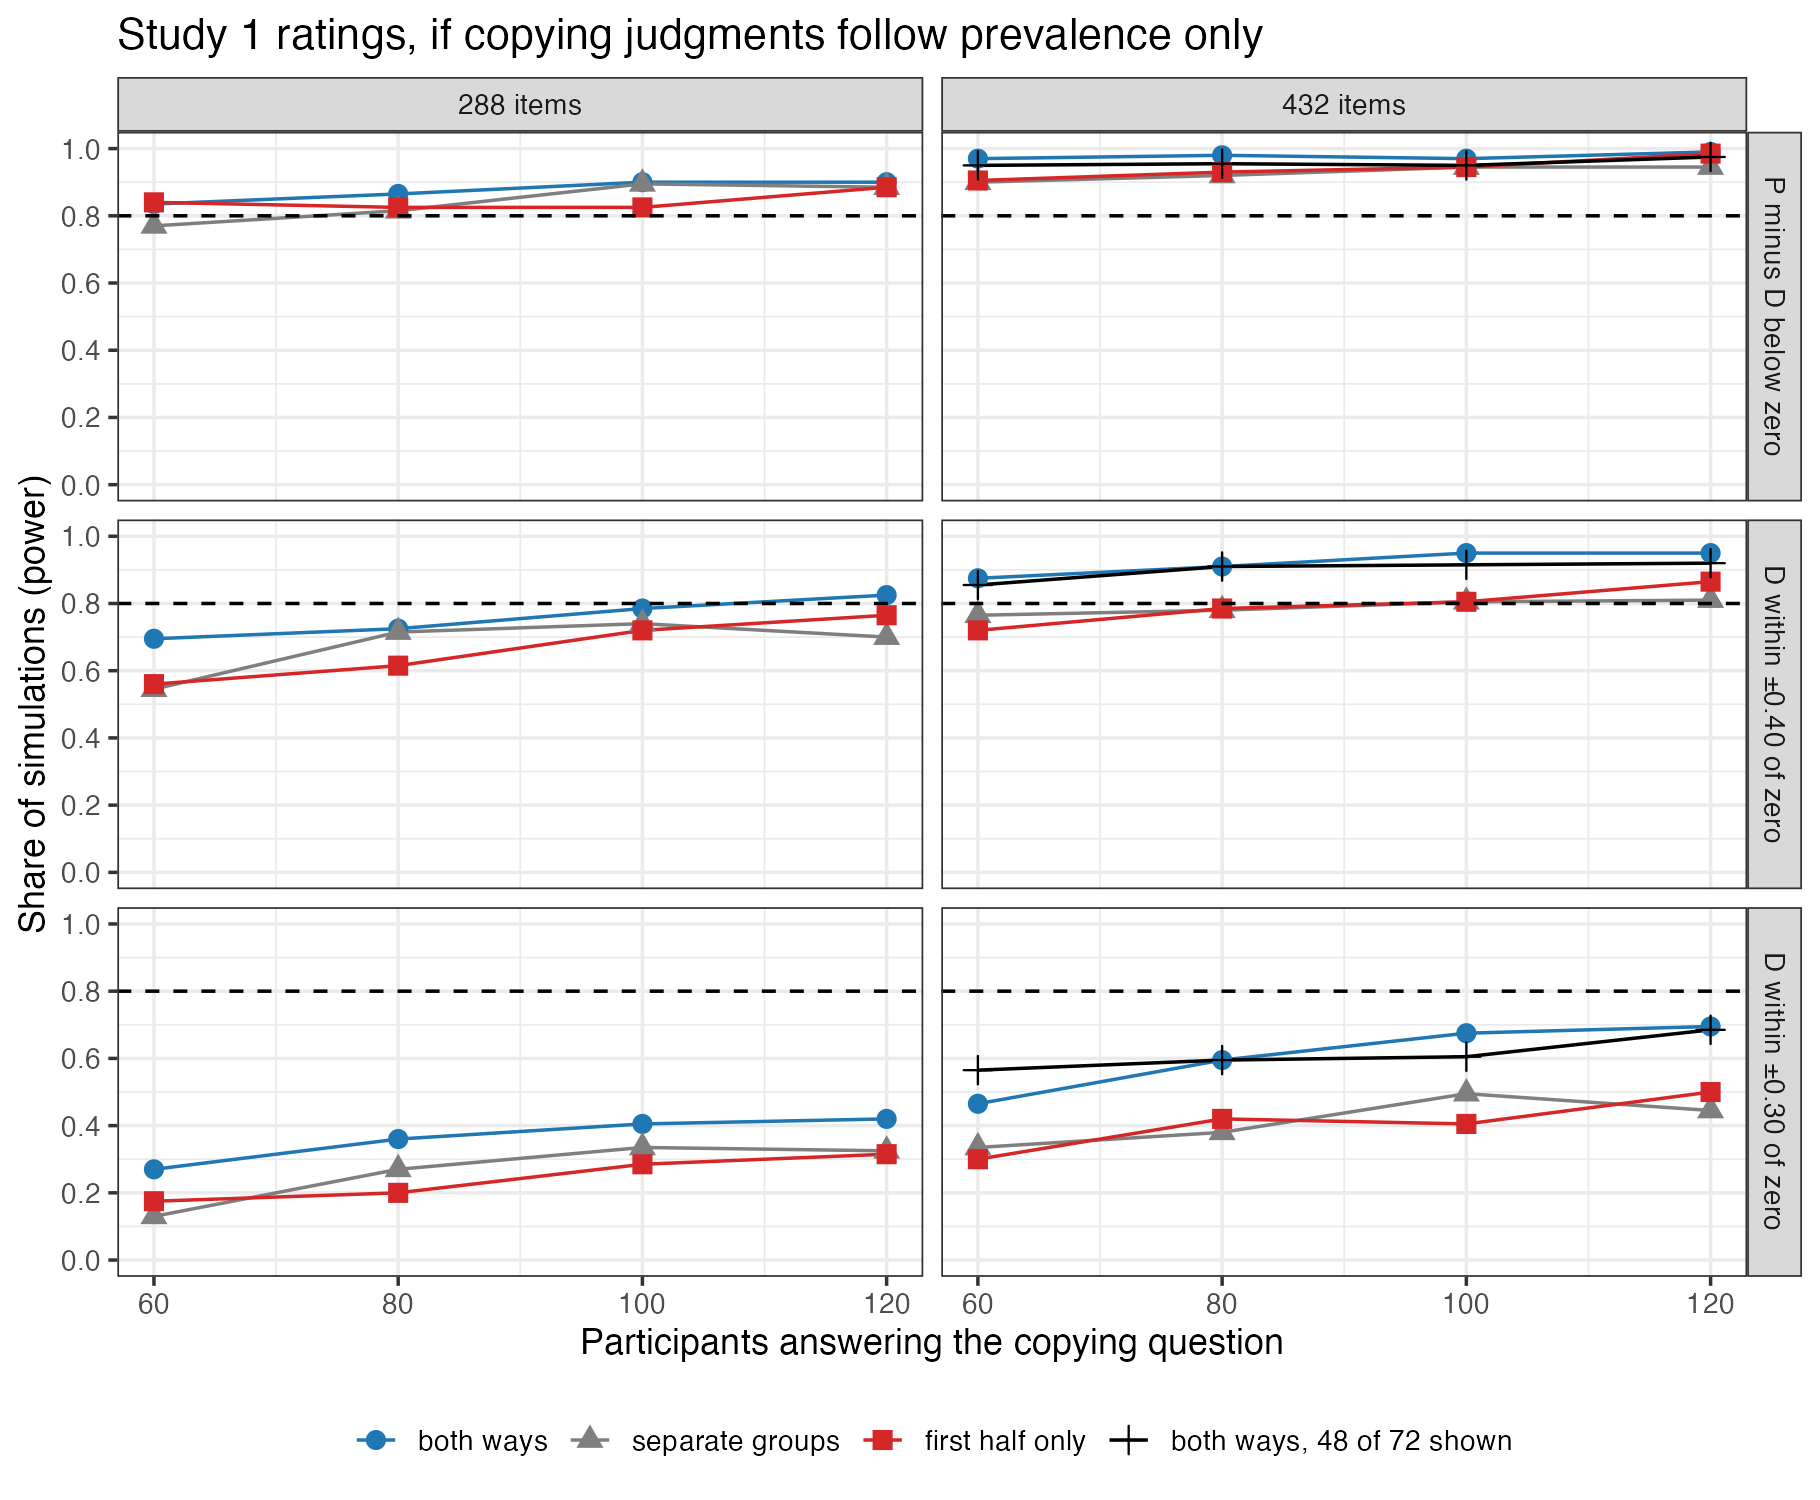 Study 1 ratings, if copying judgments follow prevalence only
288 items
432 items
1.0
0.8
0.6
0.4
0.2
0.0
P minus D below zero
1.0
0.8
0.6
0.4
0.2
0.0
D within ±0.40 of zero
1.0
0.8
0.6
0.4
0.2
0.0
D within ±0.30 of zero
Share of simulations (power)
60
80
100
120
60
80
100
120
Participants answering the copying question
both ways
separate groups
first half only
both ways, 48 of 72 shown